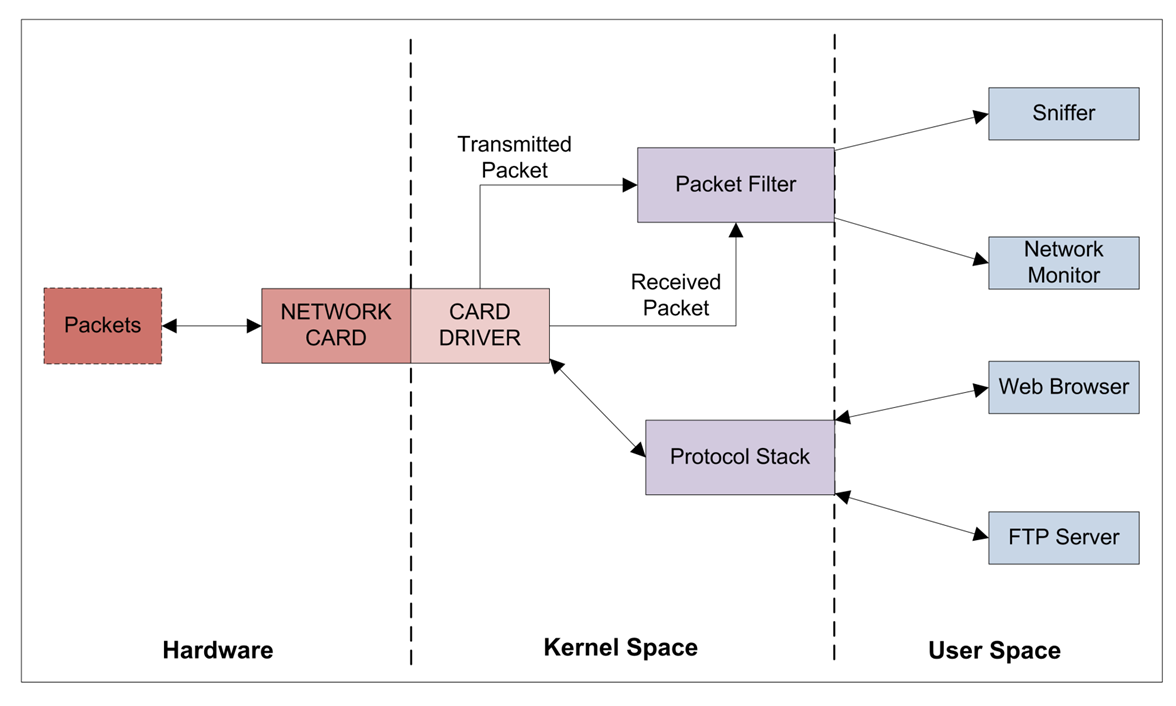 Sniffer
Transmitted
Packet
Packet Filter
Network
Monitor
Received
Packet
Packets
NETWORK
CARD
CARD
DRIVER
Web Browser
Protocol Stack
FTP Server
Hardware
Kernel Space
User Space